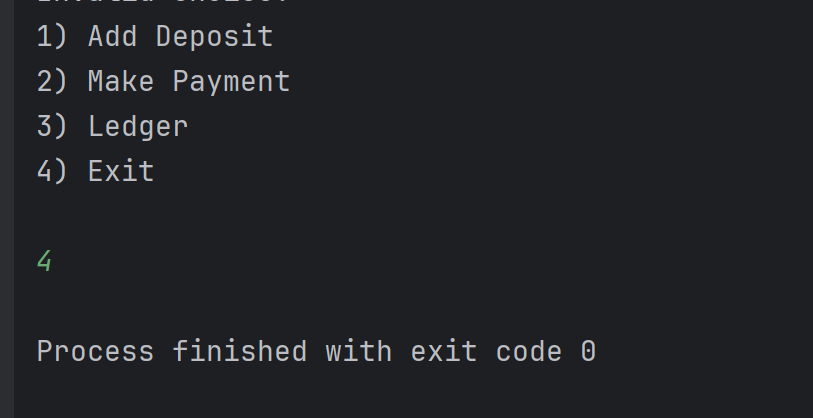 1) Add Deposit
2) Make Payment
3) Ledger
4) Exit
4
Process finished with exit code 0